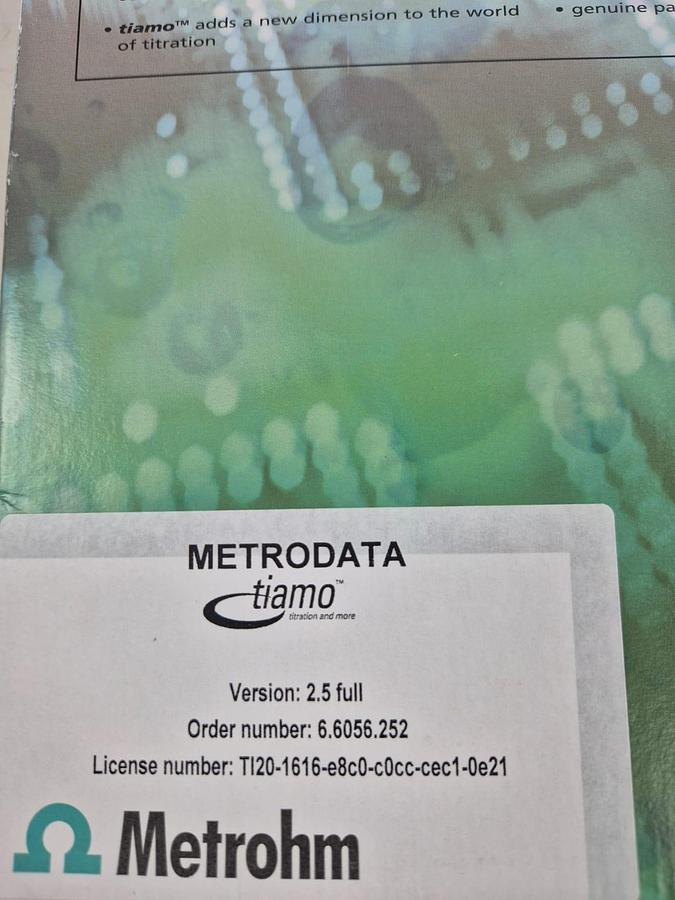 • tiamo™ adds a new dimension to the world
of titration
• genuine pa
METRODATA
tiamo™
titration and more
Version: 2.5 full
Order number: 6.6056.252
License number: TI20-1616-e8c0-c0cc-cec1-0e21
Metrohm